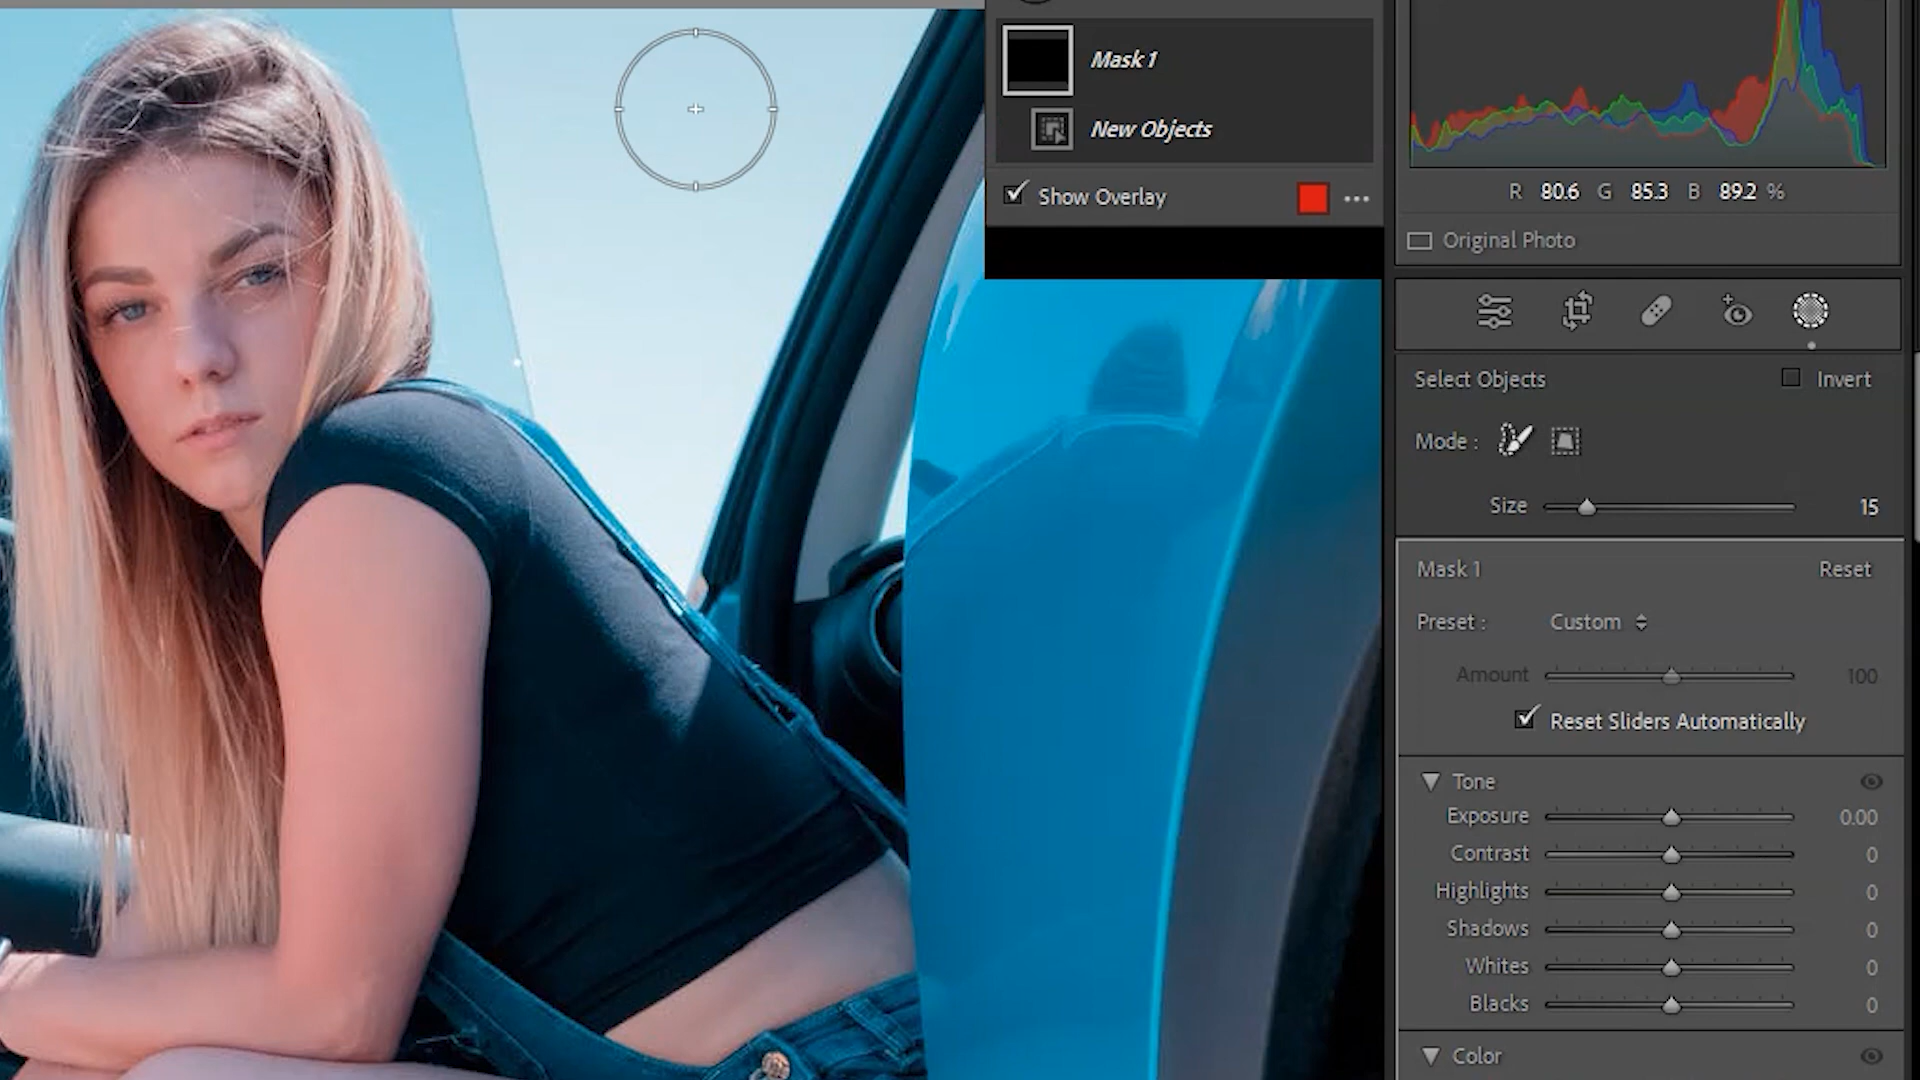 Mask 1
New Objects
Show Overlay
R 80.6 G 85.3 B 89.2 %
Original Photo
Select Objects Invert
Mode :
Size 15
Mask 1 Reset
Preset : Custom
Amount 100
Reset Sliders Automatically
Tone
Exposure 0.00
Contrast 0
Highlights 0
Shadows 0
Whites 0
Blacks 0
Color